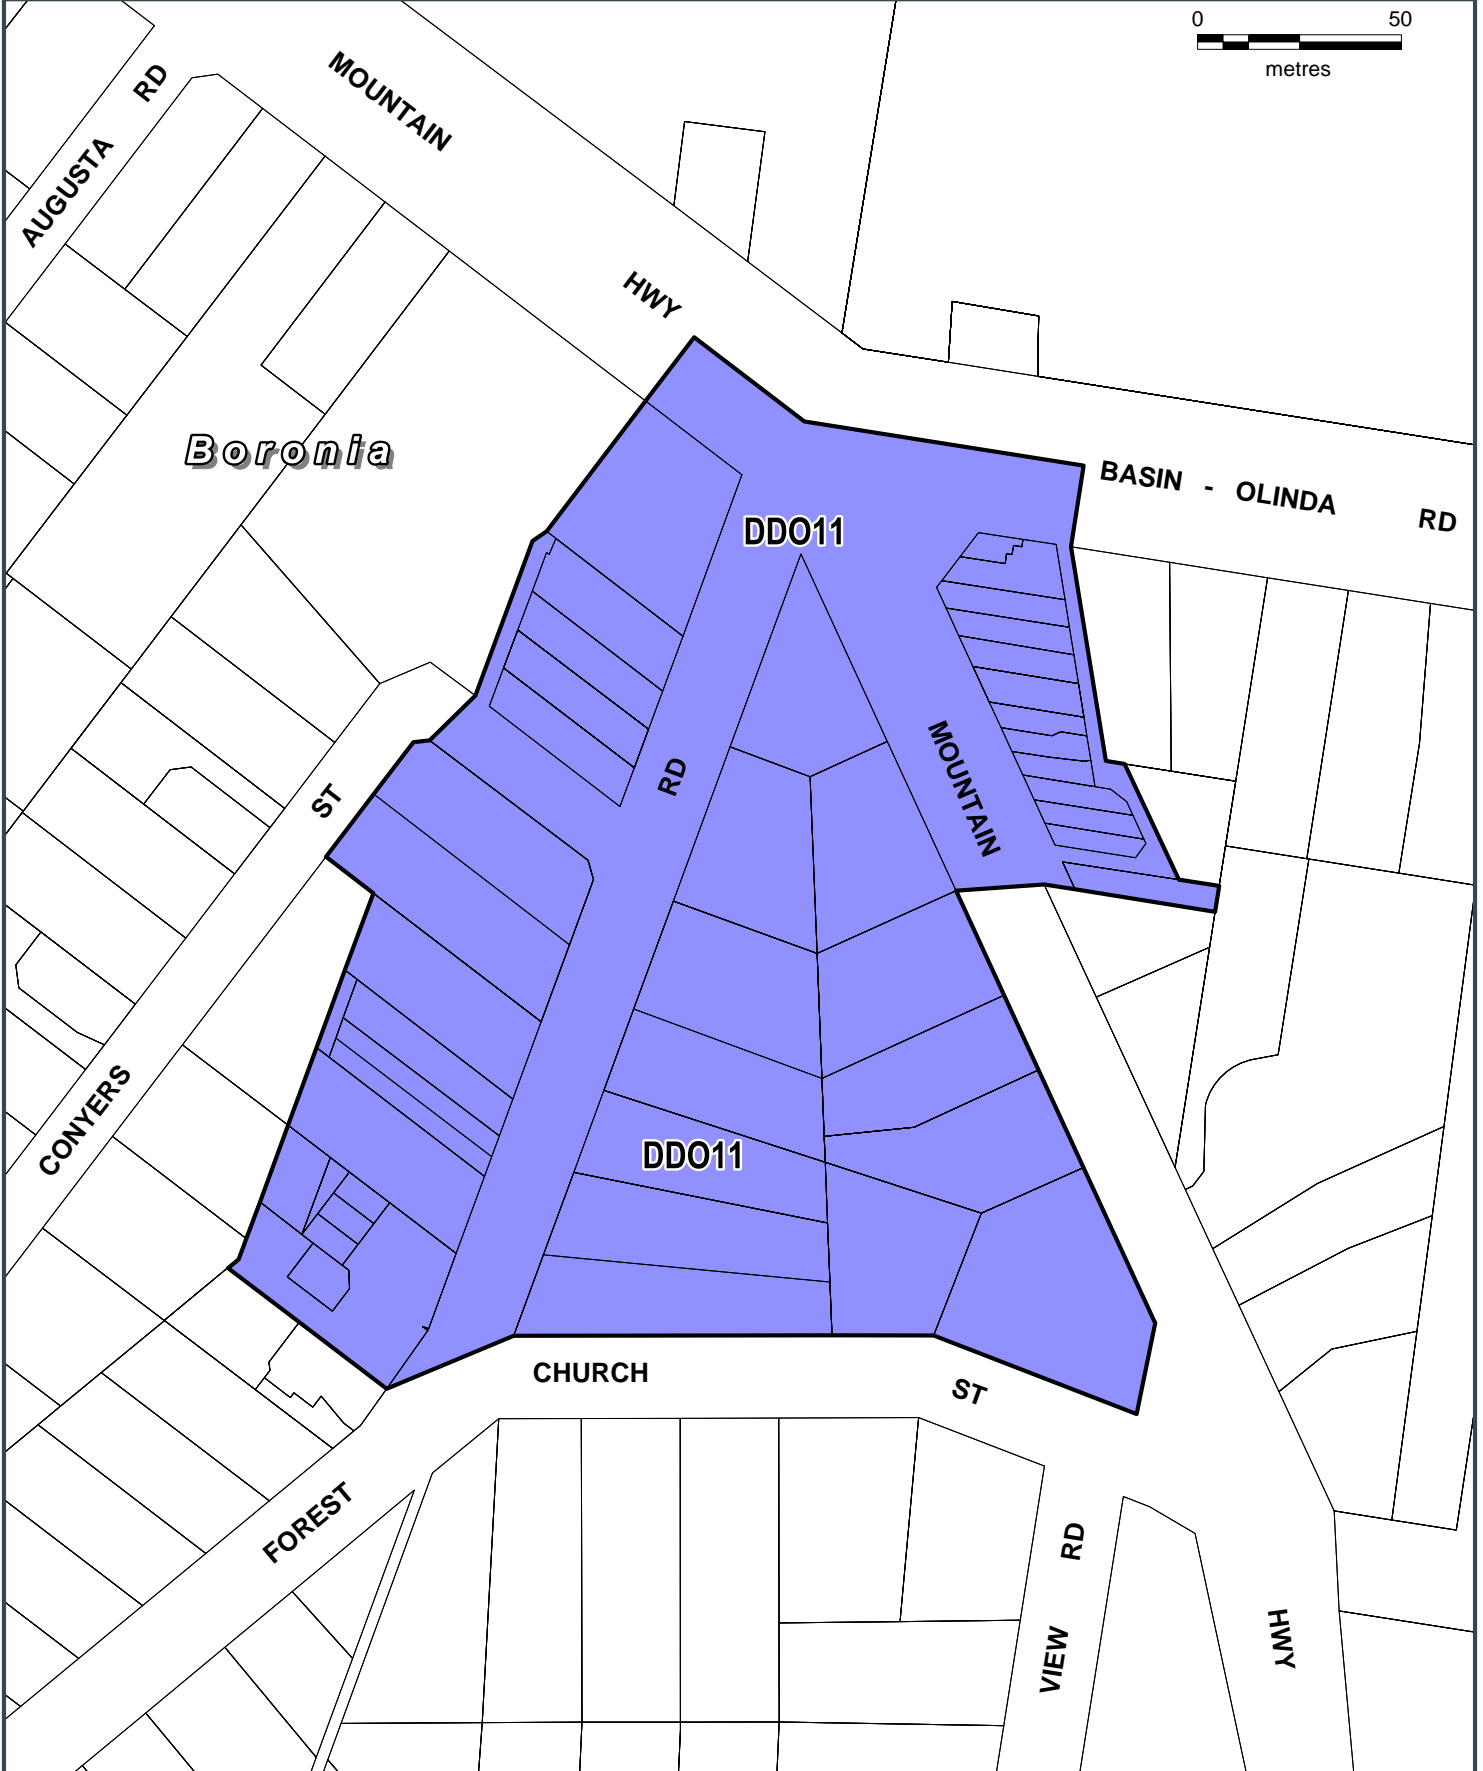 0 50
metres
MOUNTAIN
RD
AUGUSTA
HWY
Boronia
BASIN - OLINDA RD
DDO11
MOUNTAIN
RD
ST
CONYERS
DDO11
CHURCH ST
FOREST
RD
VIEW
HWY